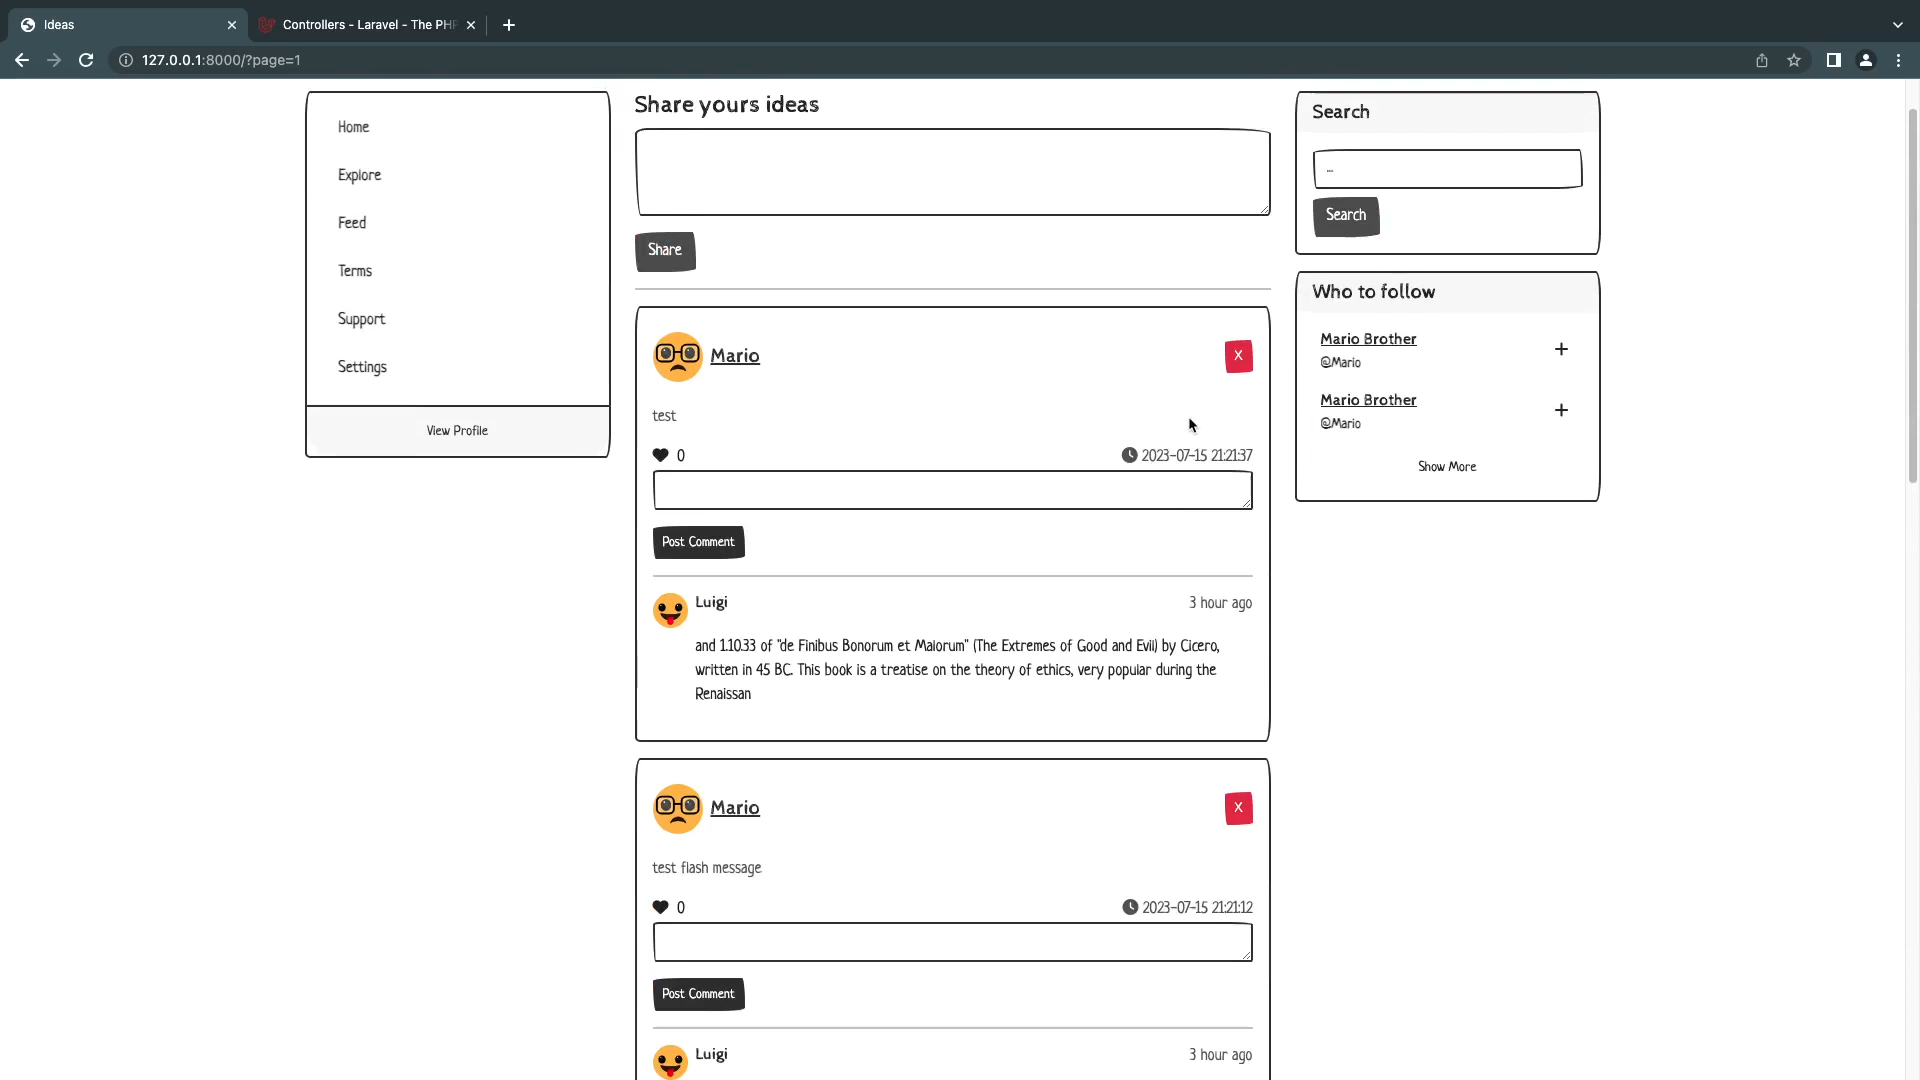 Ideas
Controllers - Laravel - The PHP
127.0.0.1:8000/?page=1
Home
Explore
Feed
Terms
Support
Settings
View Profile
Share yours ideas
Share
Mario
X
test
0
2023-07-15 21:21:37
Post Comment
Luigi
3 hour ago
and 1.10.33 of "de Finibus Bonorum et Malorum" (The Extremes of Good and Evil) by Cicero,
written in 45 BC. This book is a treatise on the theory of ethics, very popular during the
Renaissan
Mario
X
test flash message
0
2023-07-15 21:21:12
Post Comment
Luigi
3 hour ago
Search
...
Search
Who to follow
Mario Brother
@Mario
Mario Brother
@Mario
Show More